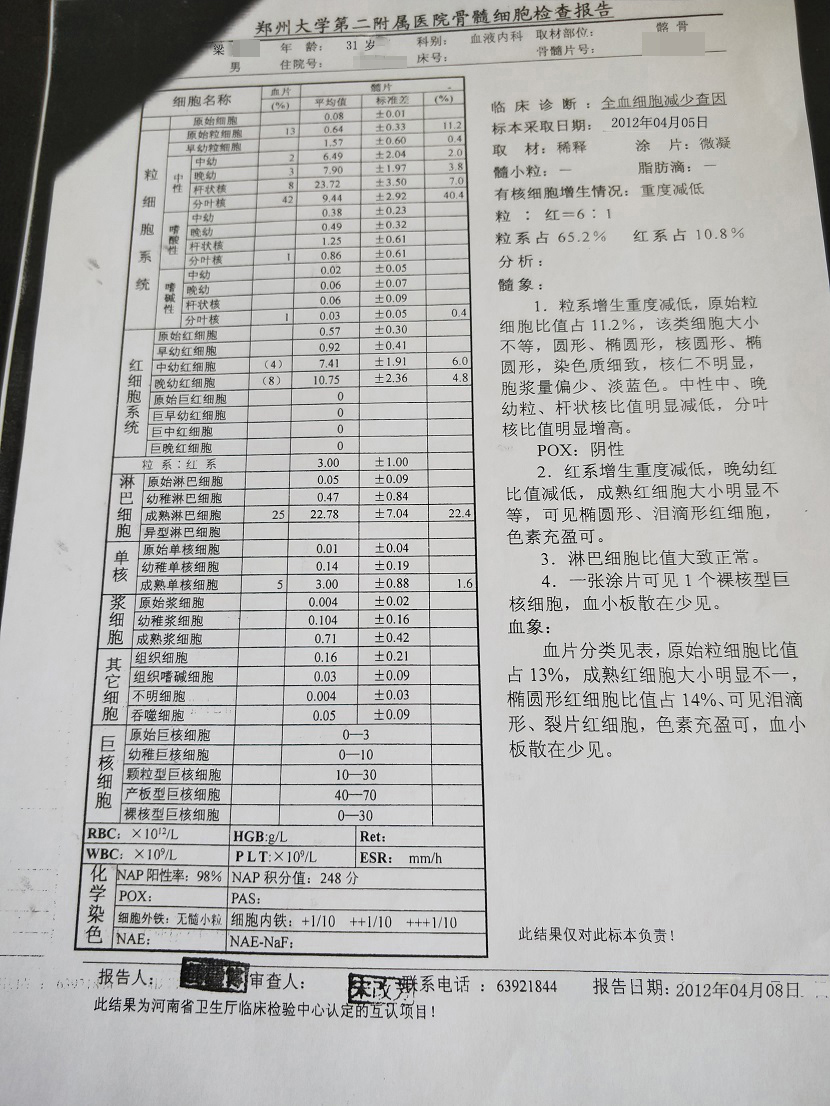 郑州大学第二附属医院骨髓细胞检查报告
梁 年 龄： 31 岁 科别： 血液内科 取材部位： 髂 骨
男 住院号： 床号： 骨髓片号：
细胞名称 血片(%) 髓片 平均值 标准差 (%)
粒细胞系统
原始细胞 0.08 ±0.01
原始粒细胞 13 0.64 ±0.33 11.2
早幼粒细胞 1.57 ±0.60 0.4
中性 中幼 2 6.49 ±2.04 2.0
晚幼 3 7.90 ±1.97 3.8
杆状核 8 23.72 ±3.50 7.0
分叶核 42 9.44 ±2.92 40.4
嗜酸性 中幼 0.38 ±0.23
晚幼 0.49 ±0.32
杆状核 1.25 ±0.61
分叶核 1 0.86 ±0.61
嗜碱性 中幼 0.02 ±0.05
晚幼 0.06 ±0.07
杆状核 0.06 ±0.09
分叶核 1 0.03 ±0.05 0.4
红细胞系统
原始红细胞 0.57 ±0.30
早幼红细胞 0.92 ±0.41
中幼红细胞 (4) 7.41 ±1.91 6.0
晚幼红细胞 (8) 10.75 ±2.36 4.8
原始巨红细胞 0
巨早幼红细胞 0
巨中红细胞 0
巨晚红细胞 0
粒 系：红 系 3.00 ±1.00
淋巴细胞
原始淋巴细胞 0.05 ±0.09
幼稚淋巴细胞 0.47 ±0.84
成熟淋巴细胞 25 22.78 ±7.04 22.4
异型淋巴细胞
单核
原始单核细胞 0.01 ±0.04
幼稚单核细胞 0.14 ±0.19
成熟单核细胞 5 3.00 ±0.88 1.6
浆细胞
原始浆细胞 0.004 ±0.02
幼稚浆细胞 0.104 ±0.16
成熟浆细胞 0.71 ±0.42
其它细胞
组织细胞 0.16 ±0.21
组织嗜碱细胞 0.03 ±0.09
不明细胞 0.004 ±0.03
吞噬细胞 0.05 ±0.09
巨核细胞
原始巨核细胞 0—3
幼稚巨核细胞 0—10
颗粒型巨核细胞 10—30
产板型巨核细胞 40—70
裸核型巨核细胞 0—30
RBC：×10¹²/L HGB:g/L Ret：
WBC：×10⁹/L PLT:×10⁹/L ESR： mm/h
化学染色
NAP 阳性率：98% NAP 积分值：248 分
POX： PAS：
细胞外铁：无髓小粒 细胞内铁：+1/10 ++1/10 +++1/10
NAE： NAE-NaF：
临床诊断：全血细胞减少查因
标本采取日期： 2012年04月05日
取 材：稀释 涂 片：微凝
髓小粒：— 脂肪滴：—
有核细胞增生情况：重度减低
粒 ： 红＝6 ： 1
粒系占 65.2% 红系占 10.8%
分析：
髓象：
1．粒系增生重度减低，原始粒
细胞比值占 11.2%，该类细胞大小
不等，圆形、椭圆形，核圆形、椭
圆形，染色质细致，核仁不明显，
胞浆量偏少、淡蓝色。中性中、晚
幼粒、杆状核比值明显减低，分叶
核比值明显增高。
POX：阴性
2．红系增生重度减低，晚幼红
比值减低，成熟红细胞大小明显不
等，可见椭圆形、泪滴形红细胞，
色素充盈可。
3．淋巴细胞比值大致正常。
4．一张涂片可见 1 个裸核型巨
核细胞，血小板散在少见。
血象：
血片分类见表，原始粒细胞比值
占 13%，成熟红细胞大小明显不一，
椭圆形红细胞比值占 14%、可见泪滴
形、裂片红细胞，色素充盈可，血小
板散在少见。
此结果仅对此标本负责！
报告人： 审查人： 联系电话 ：63921844 报告日期：2012年04月08日
此结果为河南省卫生厅临床检验中心认定的互认项目！